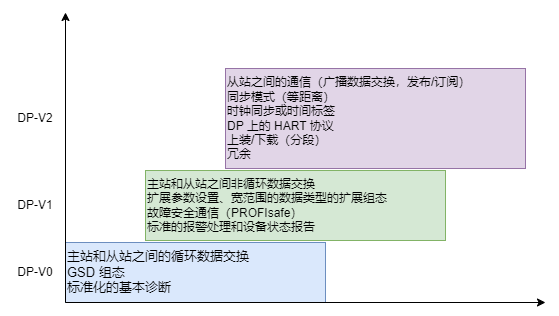 DP-V2
从站之间的通信（广播数据交换，发布/订阅）
同步模式（等距离）
时钟同步或时间标签
DP 上的 HART 协议
上装/下载（分段）
冗余
DP-V1
主站和从站之间非循环数据交换
扩展参数设置、宽范围的数据类型的扩展组态
故障安全通信（PROFIsafe）
标准的报警处理和设备状态报告
DP-V0
主站和从站之间的循环数据交换
GSD 组态
标准化的基本诊断